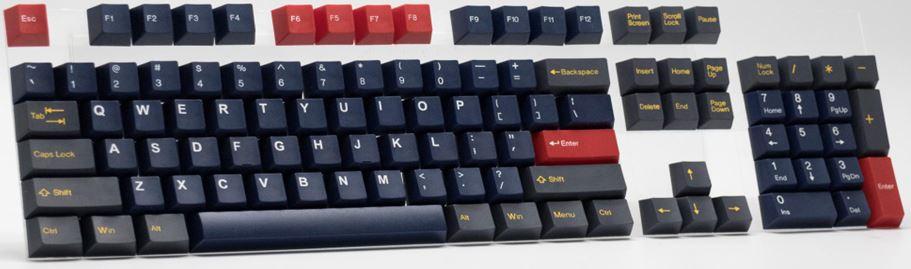 Esc F1 F2 F3 F4 F6 F5 F7 F8 F9 F10 F11 F12 Print Screen Scroll Lock Pause
~ ` ! 1 @ 2 # 3 $ 4 % 5 ^ 6 & 7 * 8 ( 9 ) 0 — - + = ←Backspace Insert Home Page Up Num Lock / * −
Tab Q W E R T Y U I O P { [ } ] | \ Delete End Page Down 7 Home 8 ↑ 9 PgUp +
Caps Lock A S D F G H J K L : ; " ' Enter 4 ← 5 6 →
Shift Z X C V B N M < , > . ? / Shift ↑ 1 End 2 ↓ 3 PgDn Enter
Ctrl Win Alt Alt Win Menu Ctrl ← ↓ → 0 Ins . Del